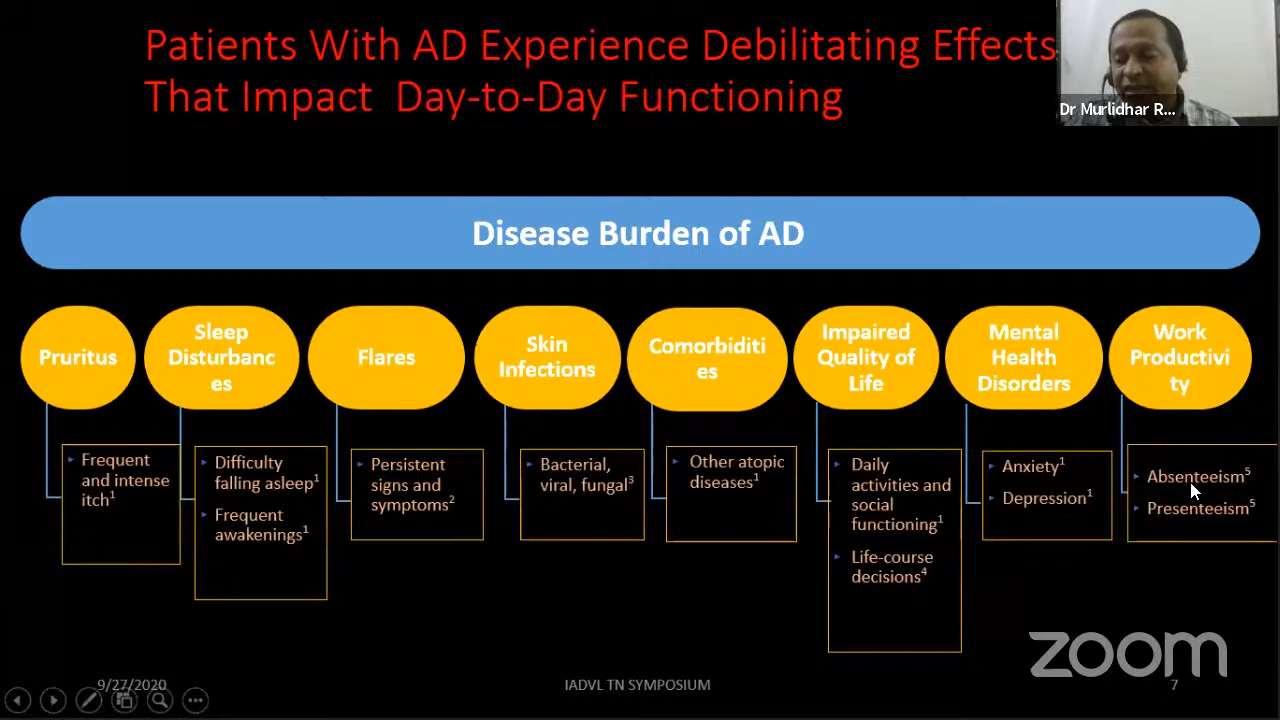 Patients With AD Experience Debilitating Effects
That Impact Day-to-Day Functioning
Dr Murlidhar R...
Disease Burden of AD
Pruritus
Sleep
Disturbanc
es
Flares
Skin
Infections
Comorbiditi
es
Impaired
Quality of
Life
Mental
Health
Disorders
Work
Productivi
ty
Frequent
and intense
itch1
Difficulty
falling asleep1
Frequent
awakenings1
Persistent
signs and
symptoms2
Bacterial,
viral, fungal3
Other atopic
diseases1
Daily
activities and
social
functioning1
Life-course
decisions4
Anxiety1
Depression1
Absenteeism5
Presenteeism5
zoom
9/27/2020
IADVL TN SYMPOSIUM
7